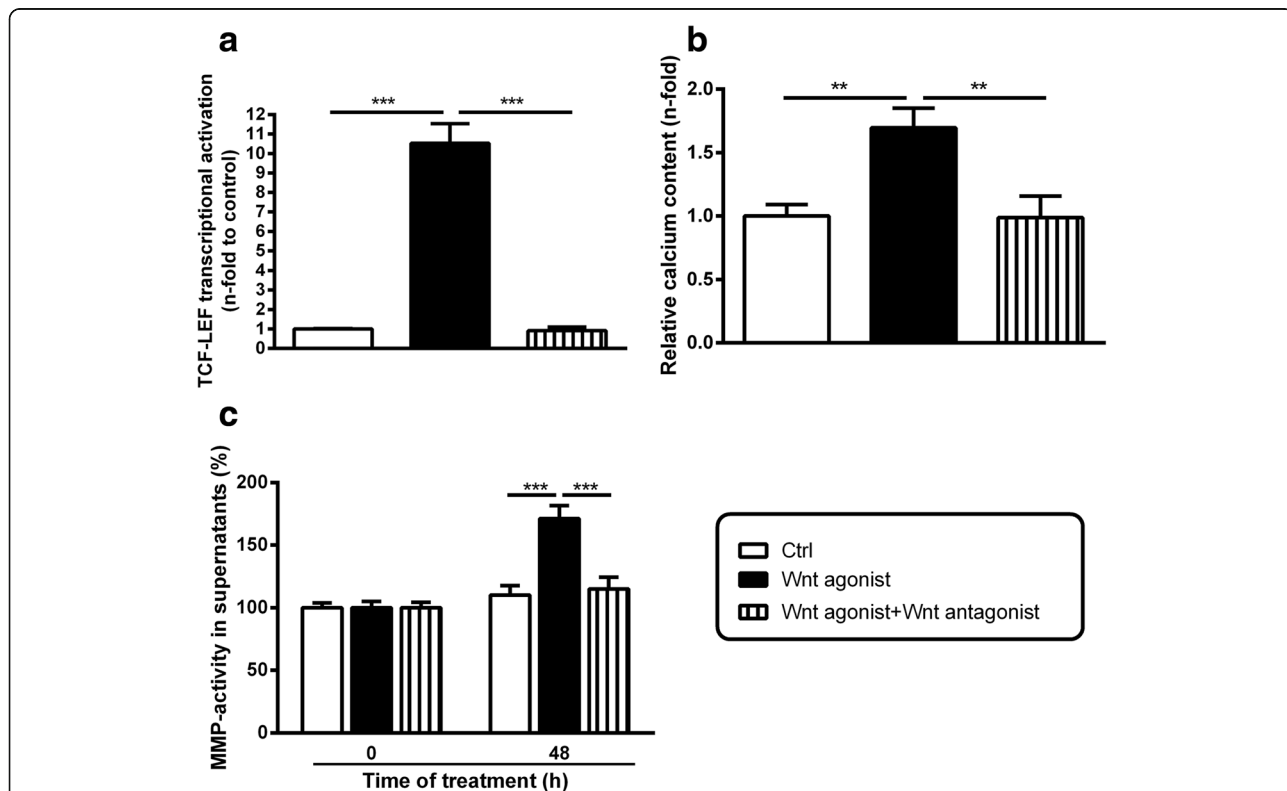 a
TCF-LEF transcriptional activation
(n-fold to control)
12
11
10
9
8
7
6
5
4
3
2
1
0
***
***
b
Relative calcium content (n-fold)
2.0
1.5
1.0
0.5
0.0
**
**
c
MMP-activity in supernatants (%)
200
150
100
50
0
***
***
0
48
Time of treatment (h)
Ctrl
Wnt agonist
Wnt agonist+Wnt antagonist